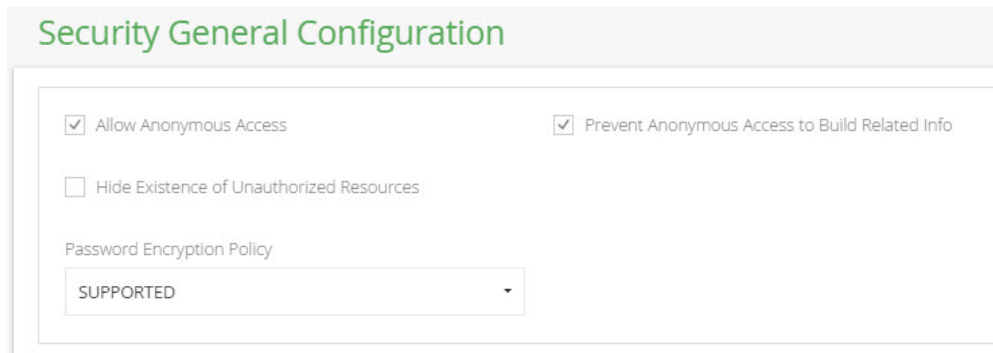 Security General Configuration
Allow Anonymous Access
Prevent Anonymous Access to Build Related Info
Hide Existence of Unauthorized Resources
Password Encryption Policy
SUPPORTED